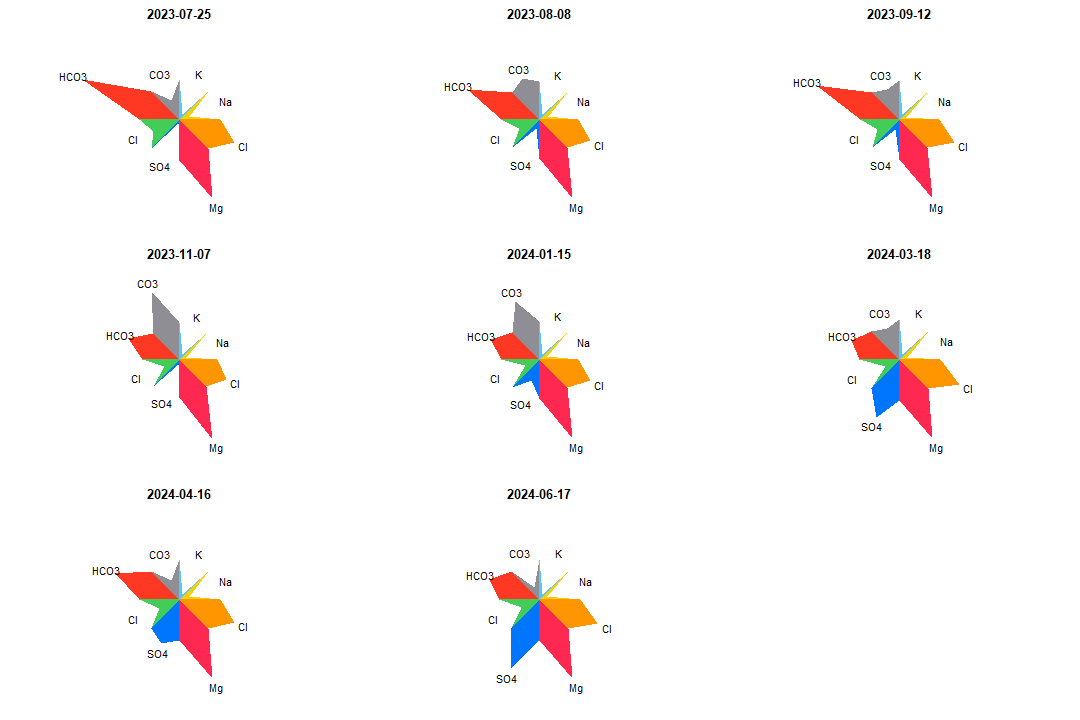 2023-07-25 2023-08-08 2023-09-12
HCO3 CO3 K Na Cl Cl SO4 Mg
HCO3 CO3 K Na Cl Cl SO4 Mg
HCO3 CO3 K Na Cl Cl SO4 Mg
2023-11-07 2024-01-15 2024-03-18
CO3 K HCO3 Na Cl Cl SO4 Mg
CO3 K HCO3 Na Cl Cl SO4 Mg
CO3 K HCO3 Na Cl Cl SO4 Mg
2024-04-16 2024-06-17
CO3 K HCO3 Na Cl Cl SO4 Mg
CO3 K HCO3 Na Cl Cl SO4 Mg